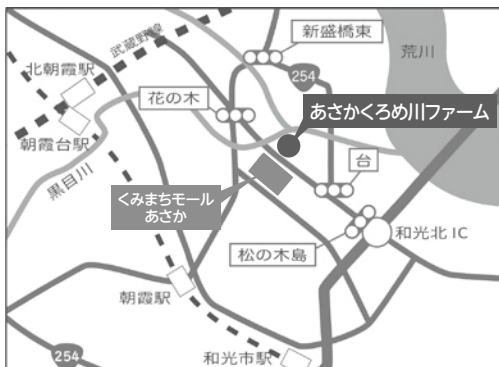 武蔵野線
新盛橋東
荒川
254
北朝霞駅
花の木
あさかくろめ川ファーム
朝霞台駅
台
黒目川
くみまちモール
あさか
和光北IC
松の木島
朝霞駅
254
和光市駅